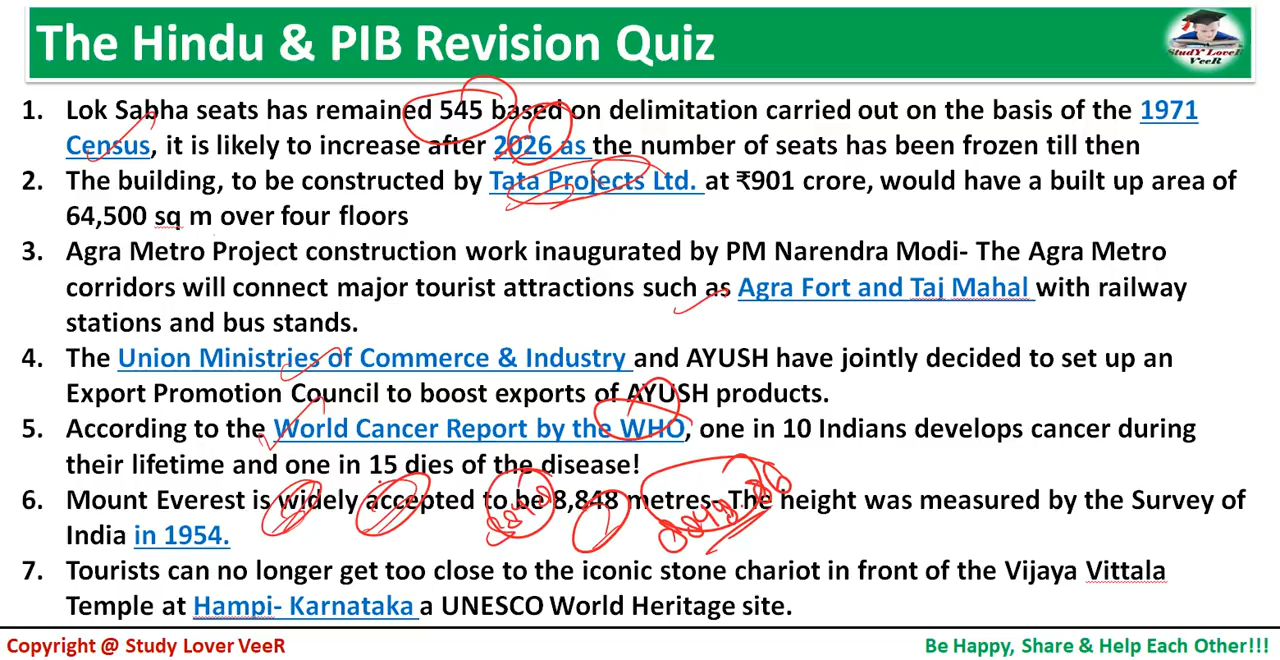 The Hindu & PIB Revision Quiz
StudY LoveR
VeeR
1. Lok Sabha seats has remained 545 based on delimitation carried out on the basis of the 1971
Census, it is likely to increase after 2026 as the number of seats has been frozen till then
2. The building, to be constructed by Tata Projects Ltd. at ₹901 crore, would have a built up area of
64,500 sq m over four floors
3. Agra Metro Project construction work inaugurated by PM Narendra Modi- The Agra Metro
corridors will connect major tourist attractions such as Agra Fort and Taj Mahal with railway
stations and bus stands.
4. The Union Ministries of Commerce & Industry and AYUSH have jointly decided to set up an
Export Promotion Council to boost exports of AYUSH products.
5. According to the World Cancer Report by the WHO, one in 10 Indians develops cancer during
their lifetime and one in 15 dies of the disease!
6. Mount Everest is widely accepted to be 8,848 metres- The height was measured by the Survey of
India in 1954.
7. Tourists can no longer get too close to the iconic stone chariot in front of the Vijaya Vittala
Temple at Hampi- Karnataka a UNESCO World Heritage site.
Copyright @ Study Lover VeeR
Be Happy, Share & Help Each Other!!!